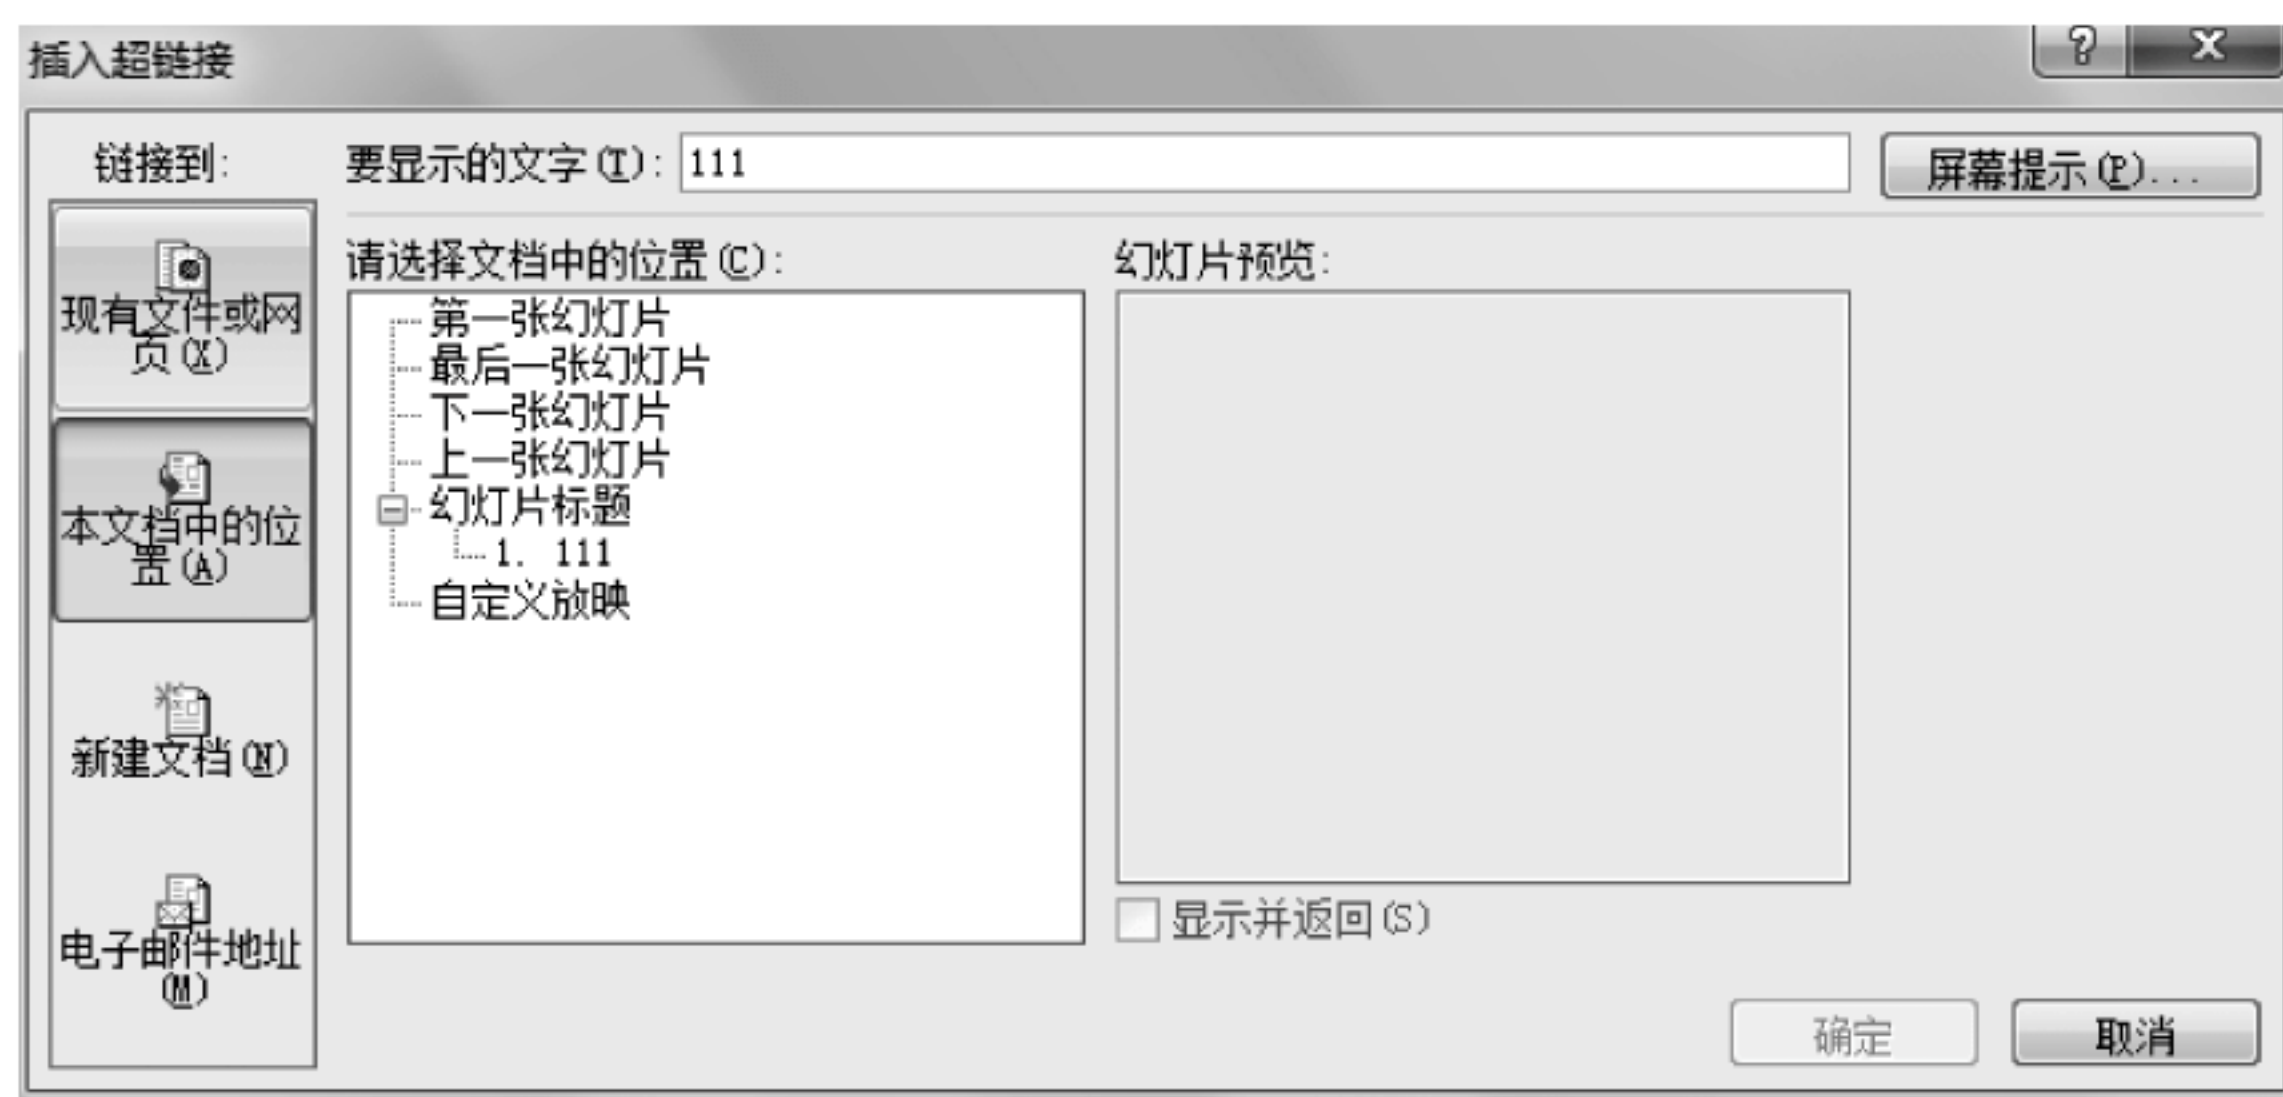 插入超链接
链接到:
要显示的文字(T): 111
屏幕提示(P)...
现有文件或网
页(X)
本文档中的位
置(A)
新建文档(N)
电子邮件地址
(M)
请选择文档中的位置(C):
第一张幻灯片
最后一张幻灯片
下一张幻灯片
上一张幻灯片
幻灯片标题
1. 111
自定义放映
幻灯片预览:
显示并返回(S)
确定
取消